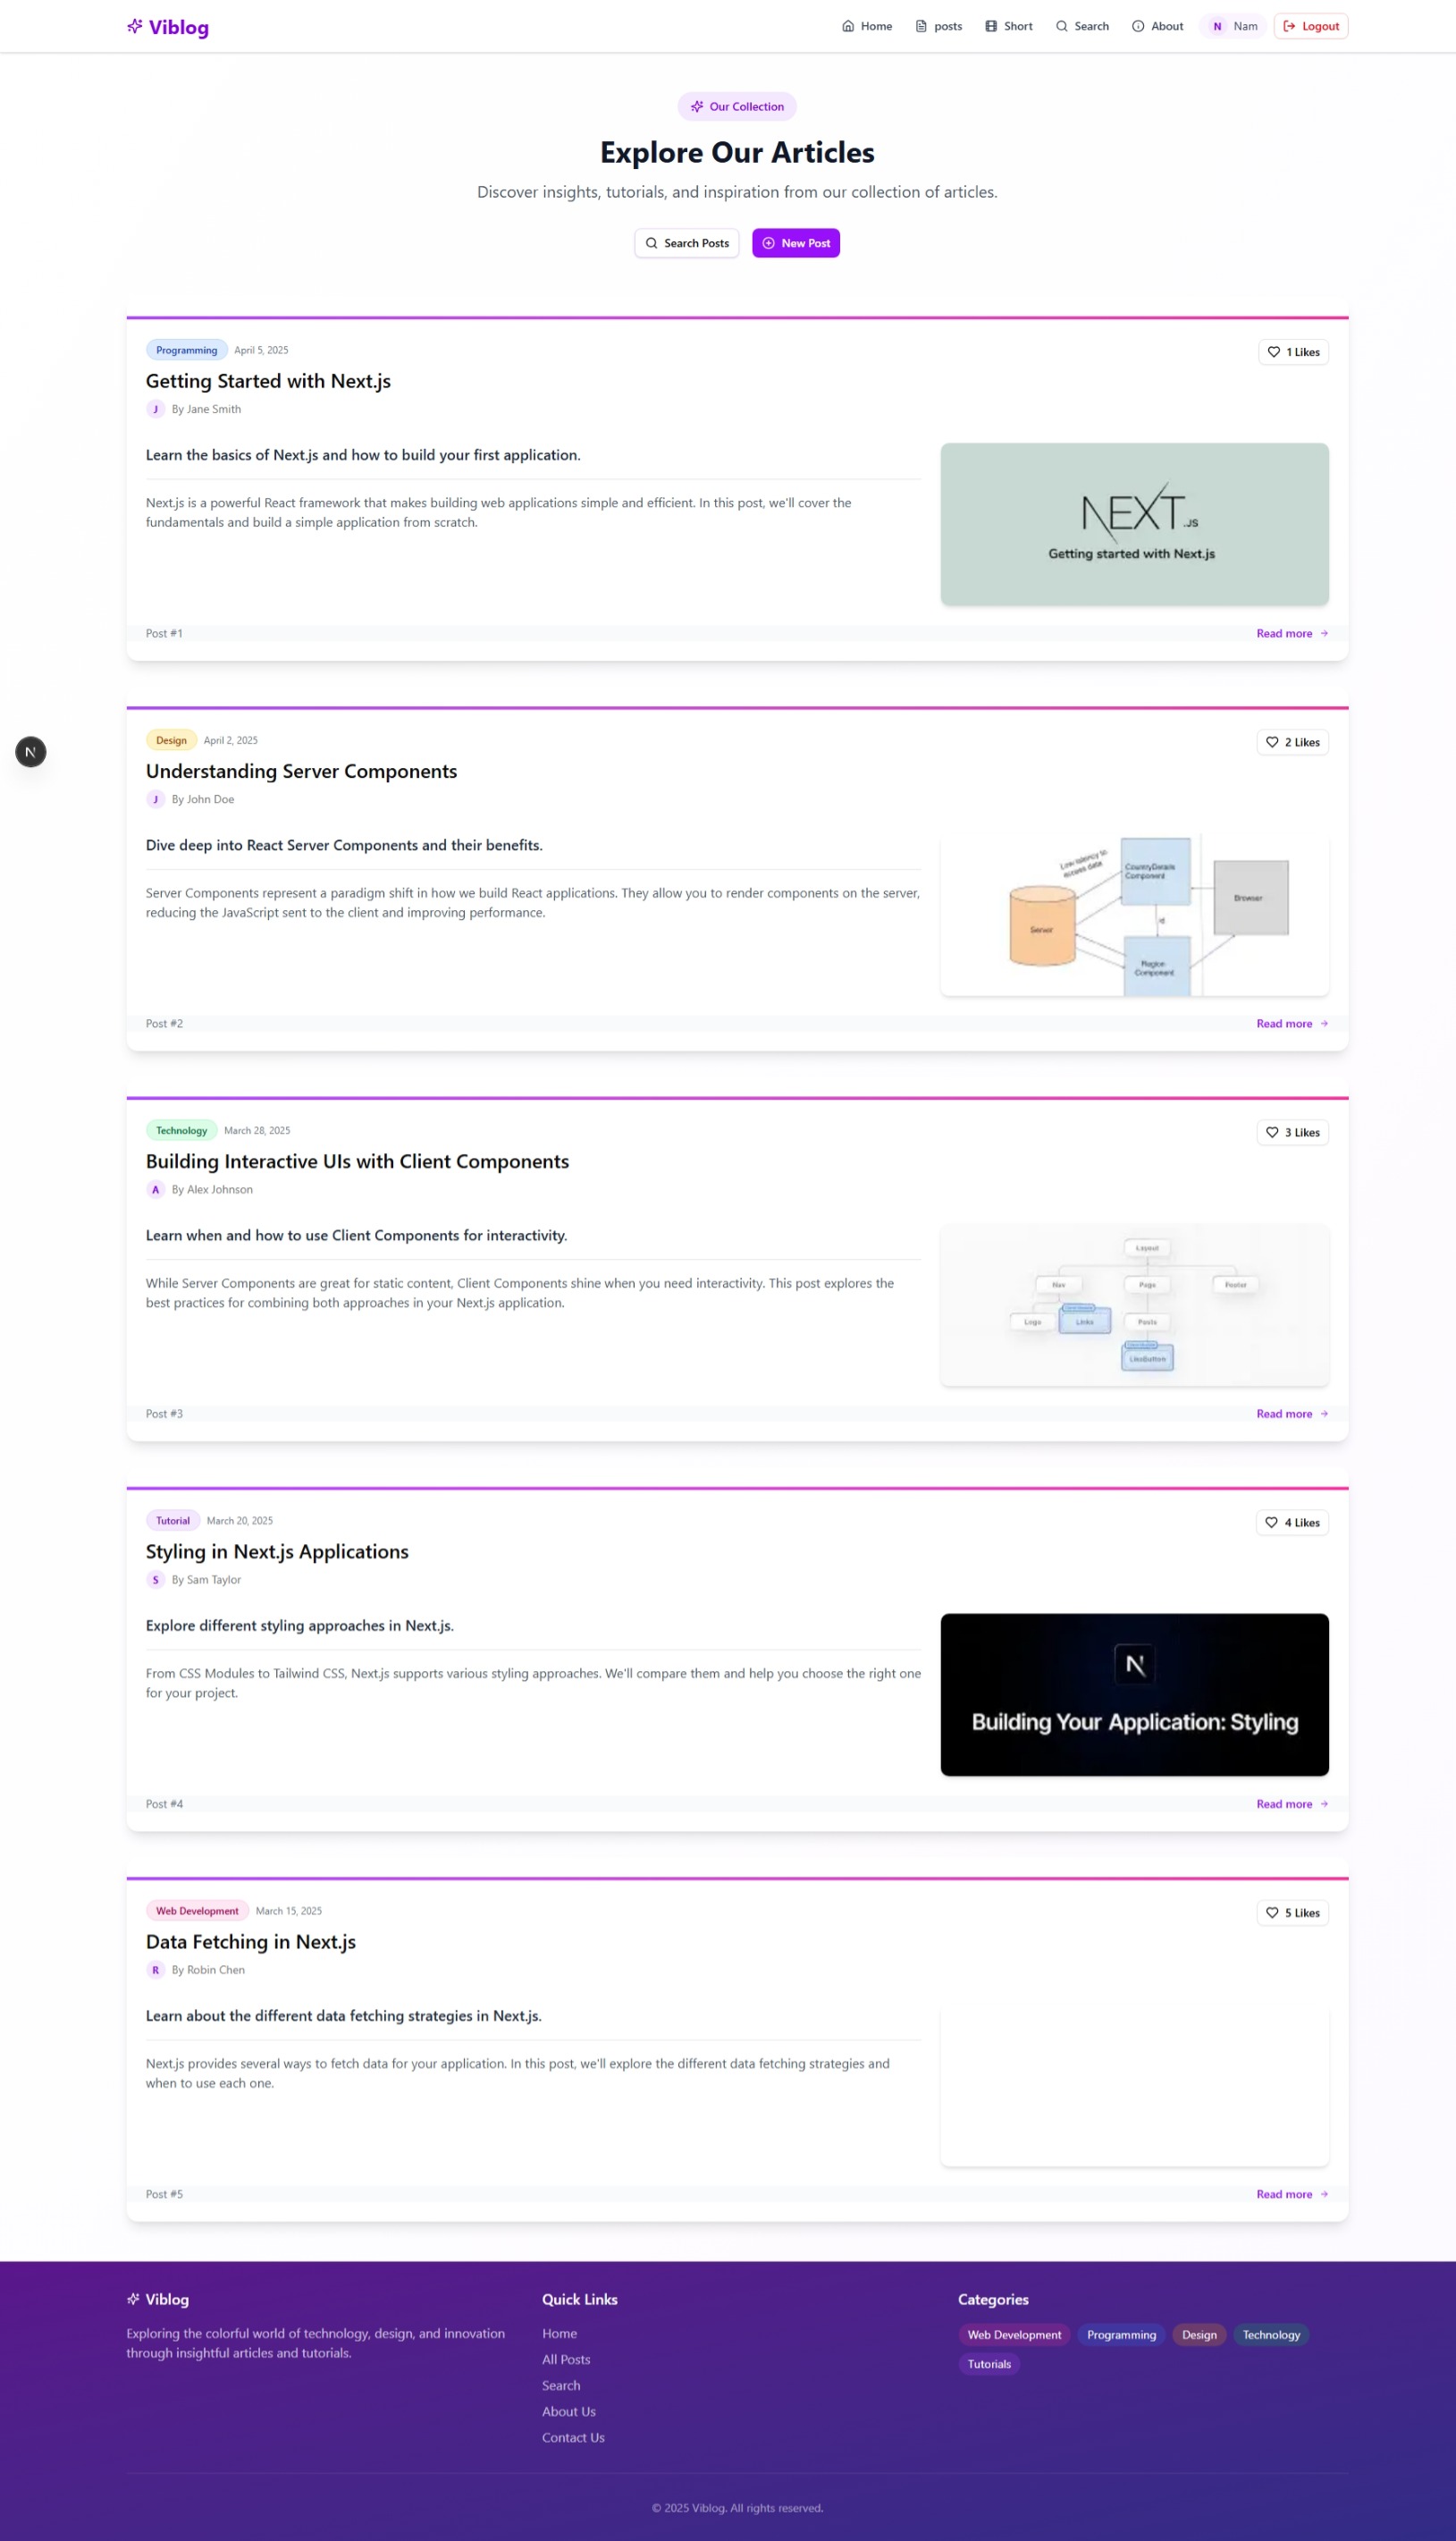 Viblog
Home posts Short Search About N Nam Logout
Our Collection
Explore Our Articles
Discover insights, tutorials, and inspiration from our collection of articles.
Search Posts New Post
Programming April 5, 2025 1 Likes
Getting Started with Next.js
J By Jane Smith
Learn the basics of Next.js and how to build your first application.
Next.js is a powerful React framework that makes building web applications simple and efficient. In this post, we'll cover the
fundamentals and build a simple application from scratch.
NEXT.JS
Getting started with Next.js
Post #1 Read more
N
Design April 2, 2025 2 Likes
Understanding Server Components
J By John Doe
Dive deep into React Server Components and their benefits.
Server Components represent a paradigm shift in how we build React applications. They allow you to render components on the server,
reducing the JavaScript sent to the client and improving performance.
Low latency to
access data
CountryDetails
Component
Browser
Server
id
Region
Component
Post #2 Read more
Technology March 28, 2025 3 Likes
Building Interactive UIs with Client Components
A By Alex Johnson
Learn when and how to use Client Components for interactivity.
While Server Components are great for static content, Client Components shine when you need interactivity. This post explores the
best practices for combining both approaches in your Next.js application.
Layout
Nav Page Footer
Logo Links Posts
LikeButton
Post #3 Read more
Tutorial March 20, 2025 4 Likes
Styling in Next.js Applications
S By Sam Taylor
Explore different styling approaches in Next.js.
From CSS Modules to Tailwind CSS, Next.js supports various styling approaches. We'll compare them and help you choose the right one
for your project.
N
Building Your Application: Styling
Post #4 Read more
Web Development March 15, 2025 5 Likes
Data Fetching in Next.js
R By Robin Chen
Learn about the different data fetching strategies in Next.js.
Next.js provides several ways to fetch data for your application. In this post, we'll explore the different data fetching strategies and
when to use each one.
Post #5 Read more
Viblog
Exploring the colorful world of technology, design, and innovation
through insightful articles and tutorials.
Quick Links
Home
All Posts
Search
About Us
Contact Us
Categories
Web Development Programming Design Technology
Tutorials
© 2025 Viblog. All rights reserved.